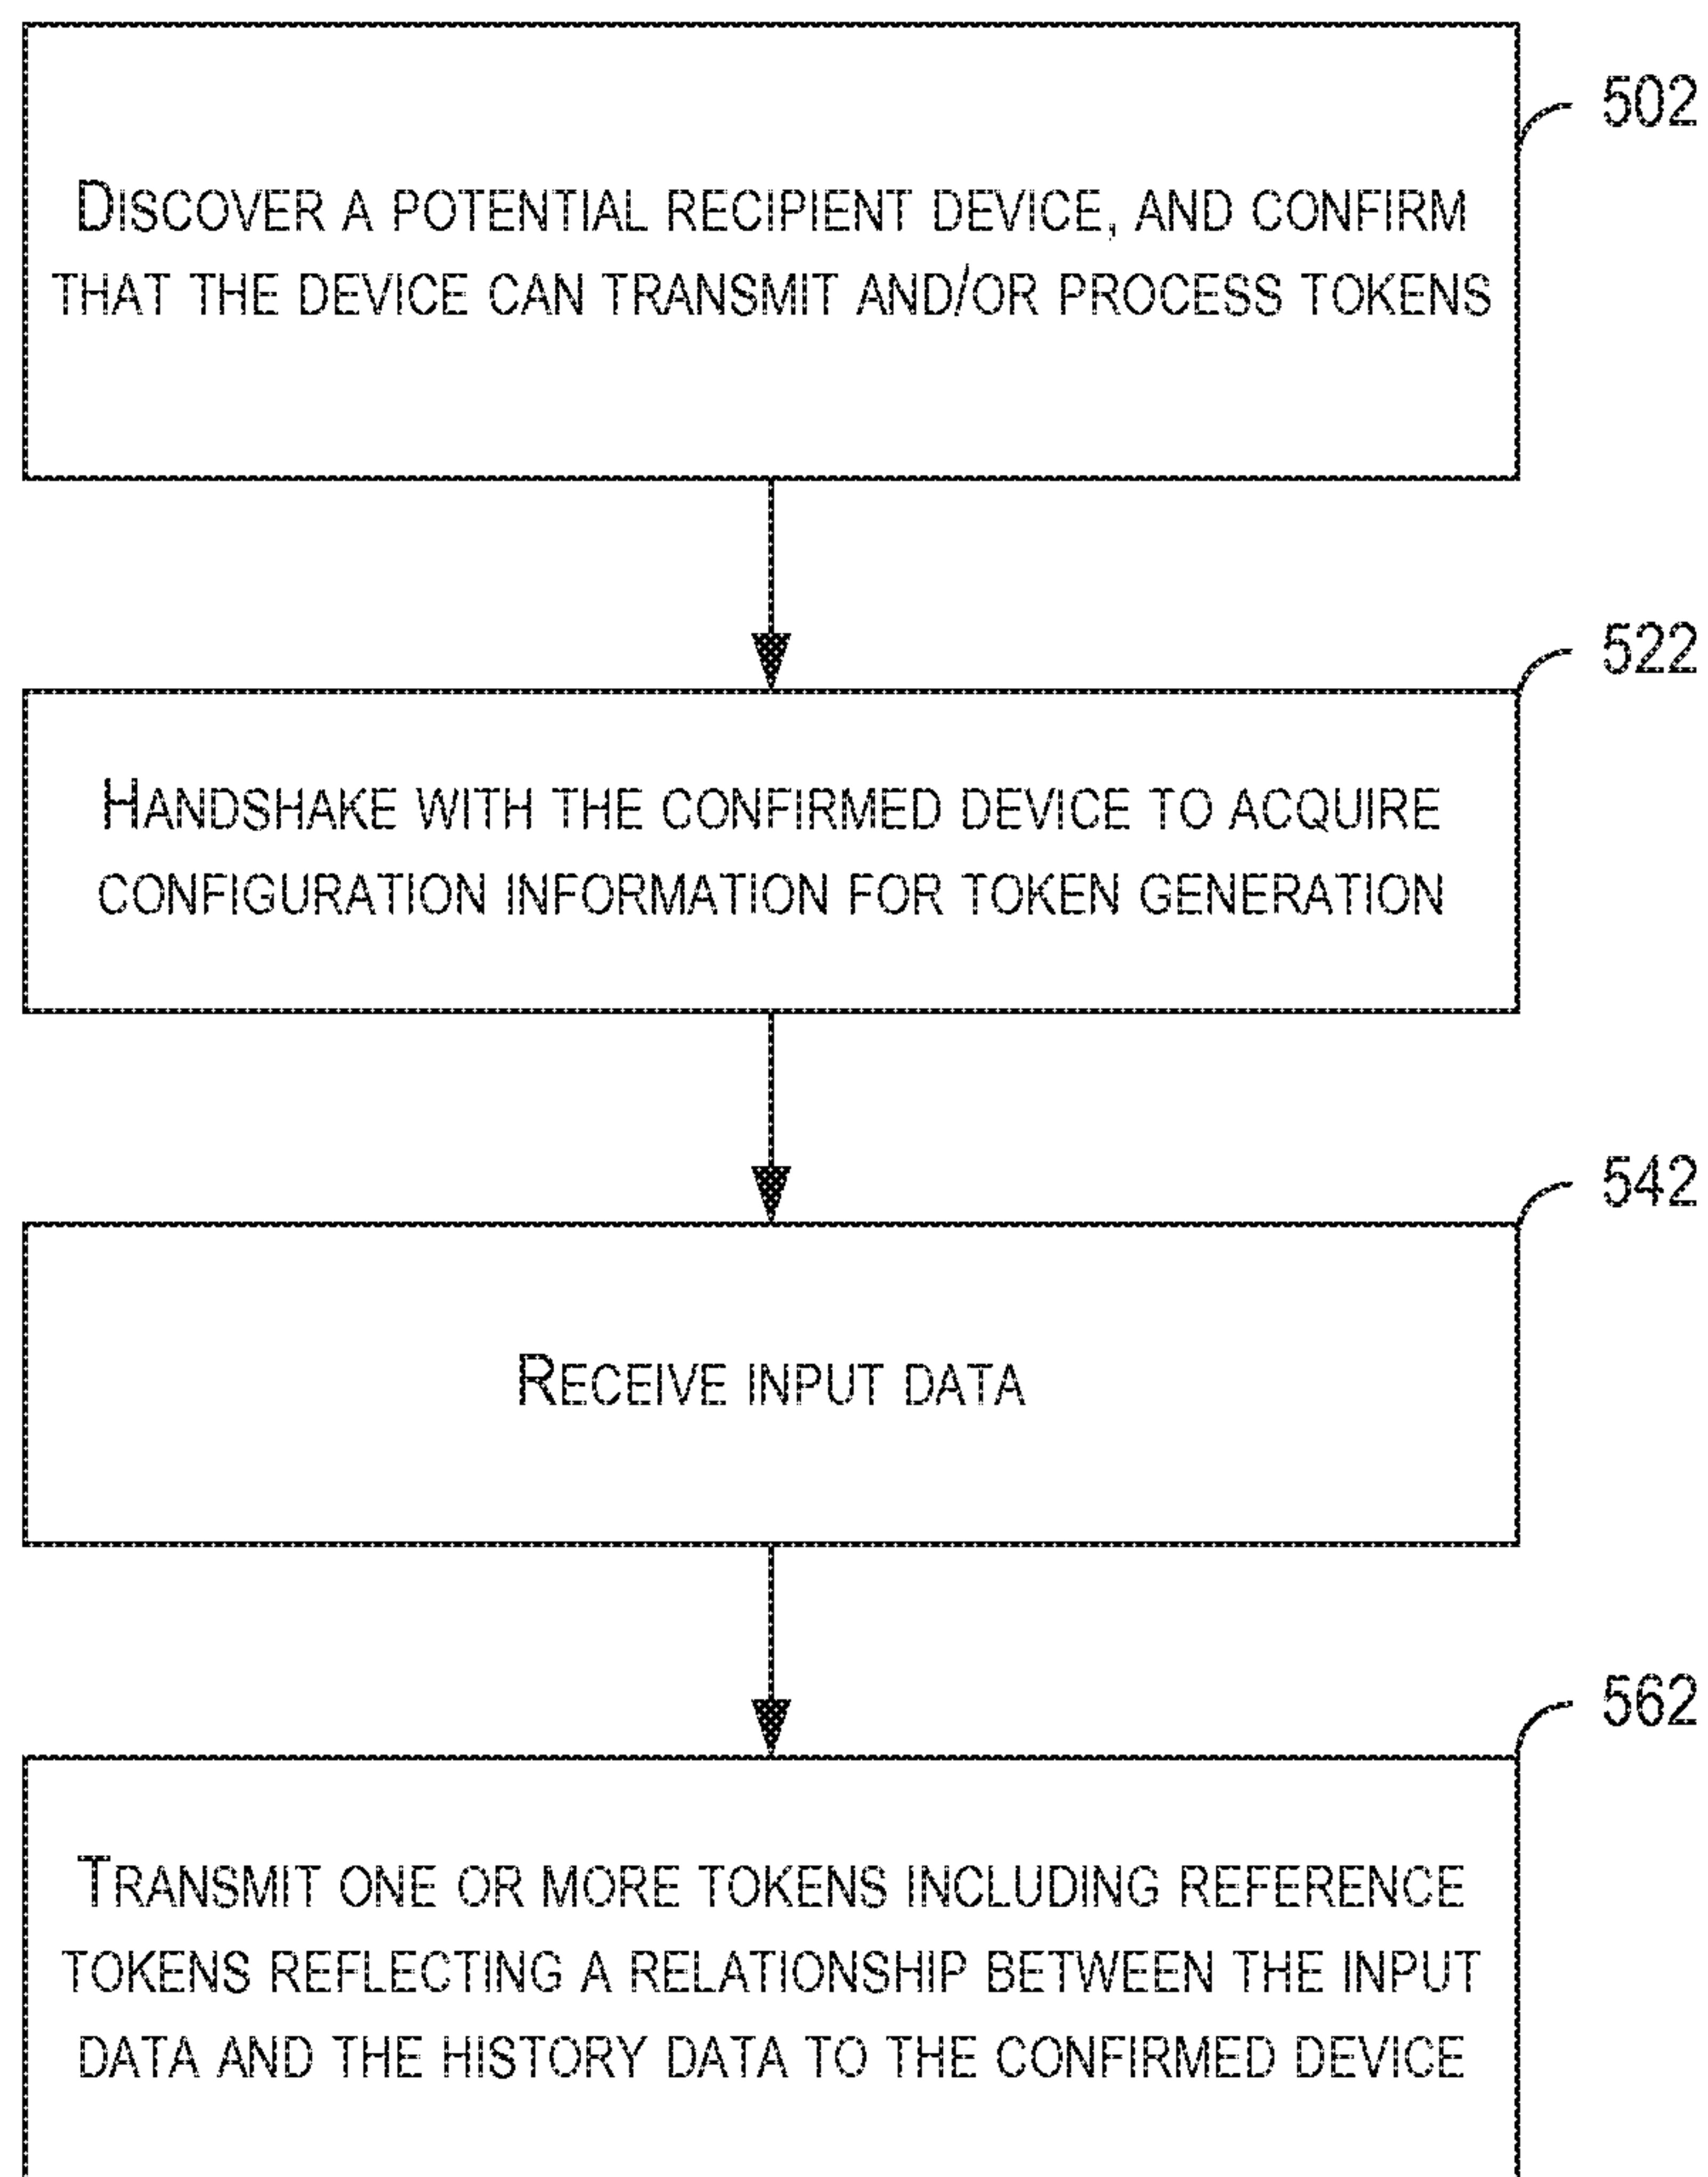 502
DISCOVER A POTENTIAL RECIPIENT DEVICE, AND CONFIRM
THAT THE DEVICE CAN TRANSMIT AND/OR PROCESS TOKENS
522
HANDSHAKE WITH THE CONFIRMED DEVICE TO ACQUIRE
CONFIGURATION INFORMATION FOR TOKEN GENERATION
542
RECEIVE INPUT DATA
562
TRANSMIT ONE OR MORE TOKENS INCLUDING REFERENCE
TOKENS REFLECTING A RELATIONSHIP BETWEEN THE INPUT
DATA AND THE HISTORY DATA TO THE CONFIRMED DEVICE